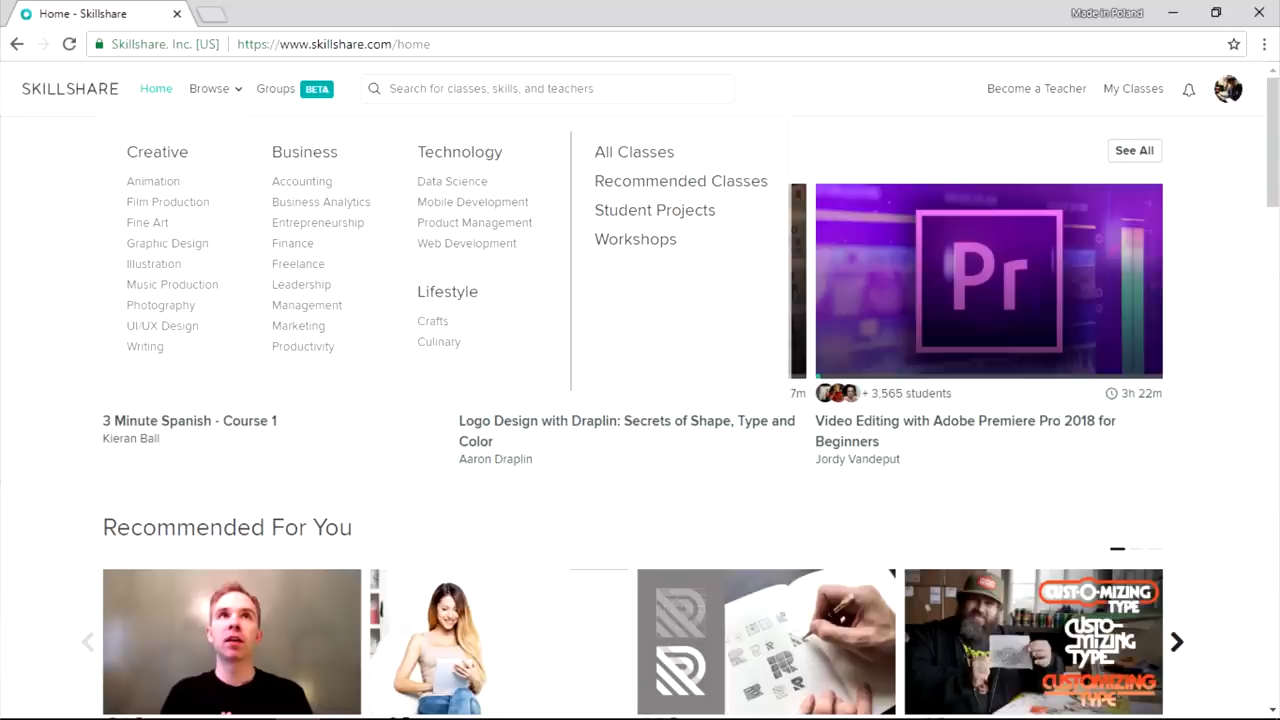 Home - Skillshare
Made in Poland
Skillshare, Inc. [US]
https://www.skillshare.com/home
SKILLSHARE
Home
Browse
Groups
BETA
Search for classes, skills, and teachers
Become a Teacher
My Classes
Creative
Animation
Film Production
Fine Art
Graphic Design
Illustration
Music Production
Photography
UI/UX Design
Writing
Business
Accounting
Business Analytics
Entrepreneurship
Finance
Freelance
Leadership
Management
Marketing
Productivity
Technology
Data Science
Mobile Development
Product Management
Web Development
Lifestyle
Crafts
Culinary
All Classes
Recommended Classes
Student Projects
Workshops
See All
Pr
7m
+ 3,565 students
3h 22m
3 Minute Spanish - Course 1
Kieran Ball
Logo Design with Draplin: Secrets of Shape, Type and
Color
Aaron Draplin
Video Editing with Adobe Premiere Pro 2018 for
Beginners
Jordy Vandeput
Recommended For You
CUST-O-MIZING
TYPE
CUSTO-
MIZING
TYPE
CUSTOMIZING
TYPE